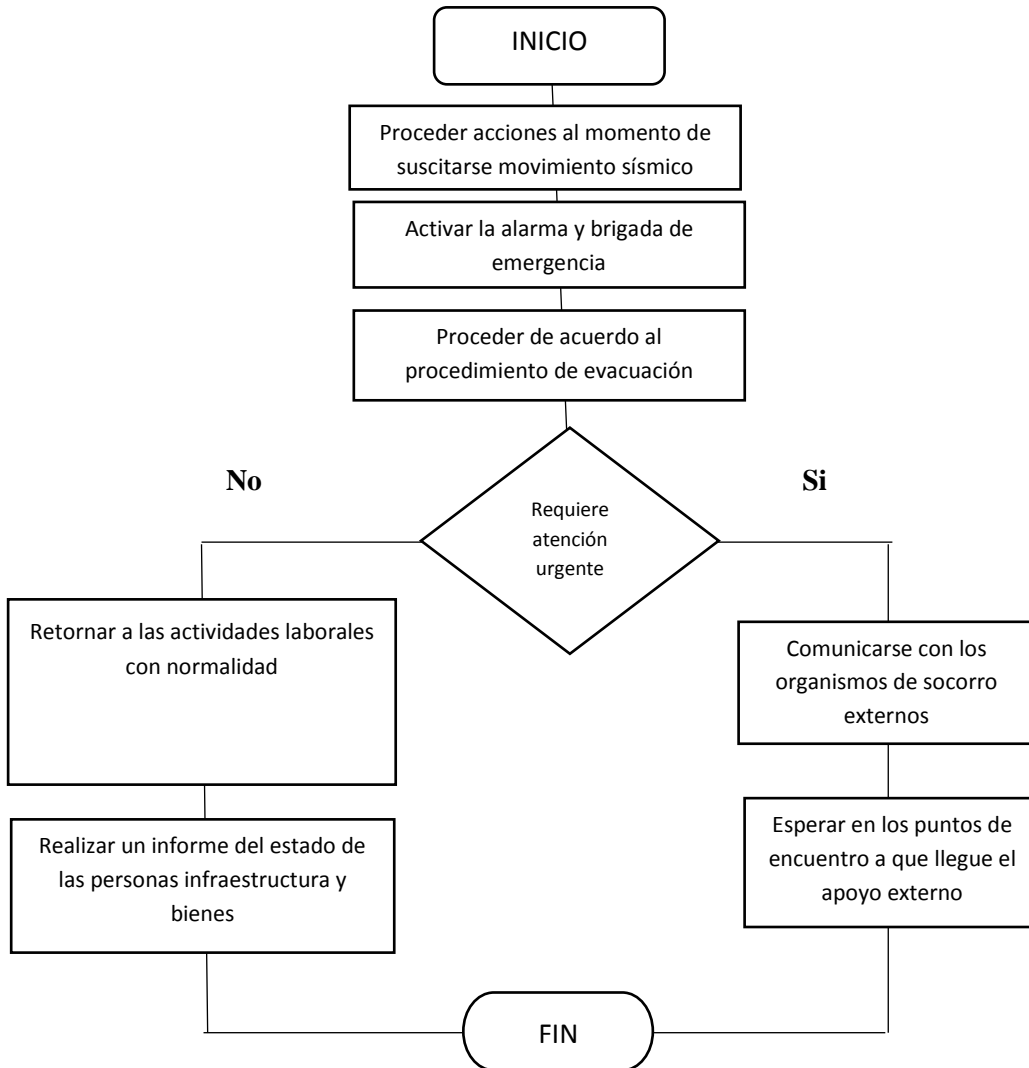 INICIO
Proceder acciones al momento de
suscitarse movimiento sísmico
Activar la alarma y brigada de
emergencia
Proceder de acuerdo al
procedimiento de evacuación
No
Si
Requiere
atención
urgente
Retornar a las actividades laborales
con normalidad
Realizar un informe del estado de
las personas infraestructura y
bienes
Comunicarse con los
organismos de socorro
externos
Esperar en los puntos de
encuentro a que llegue el
apoyo externo
FIN